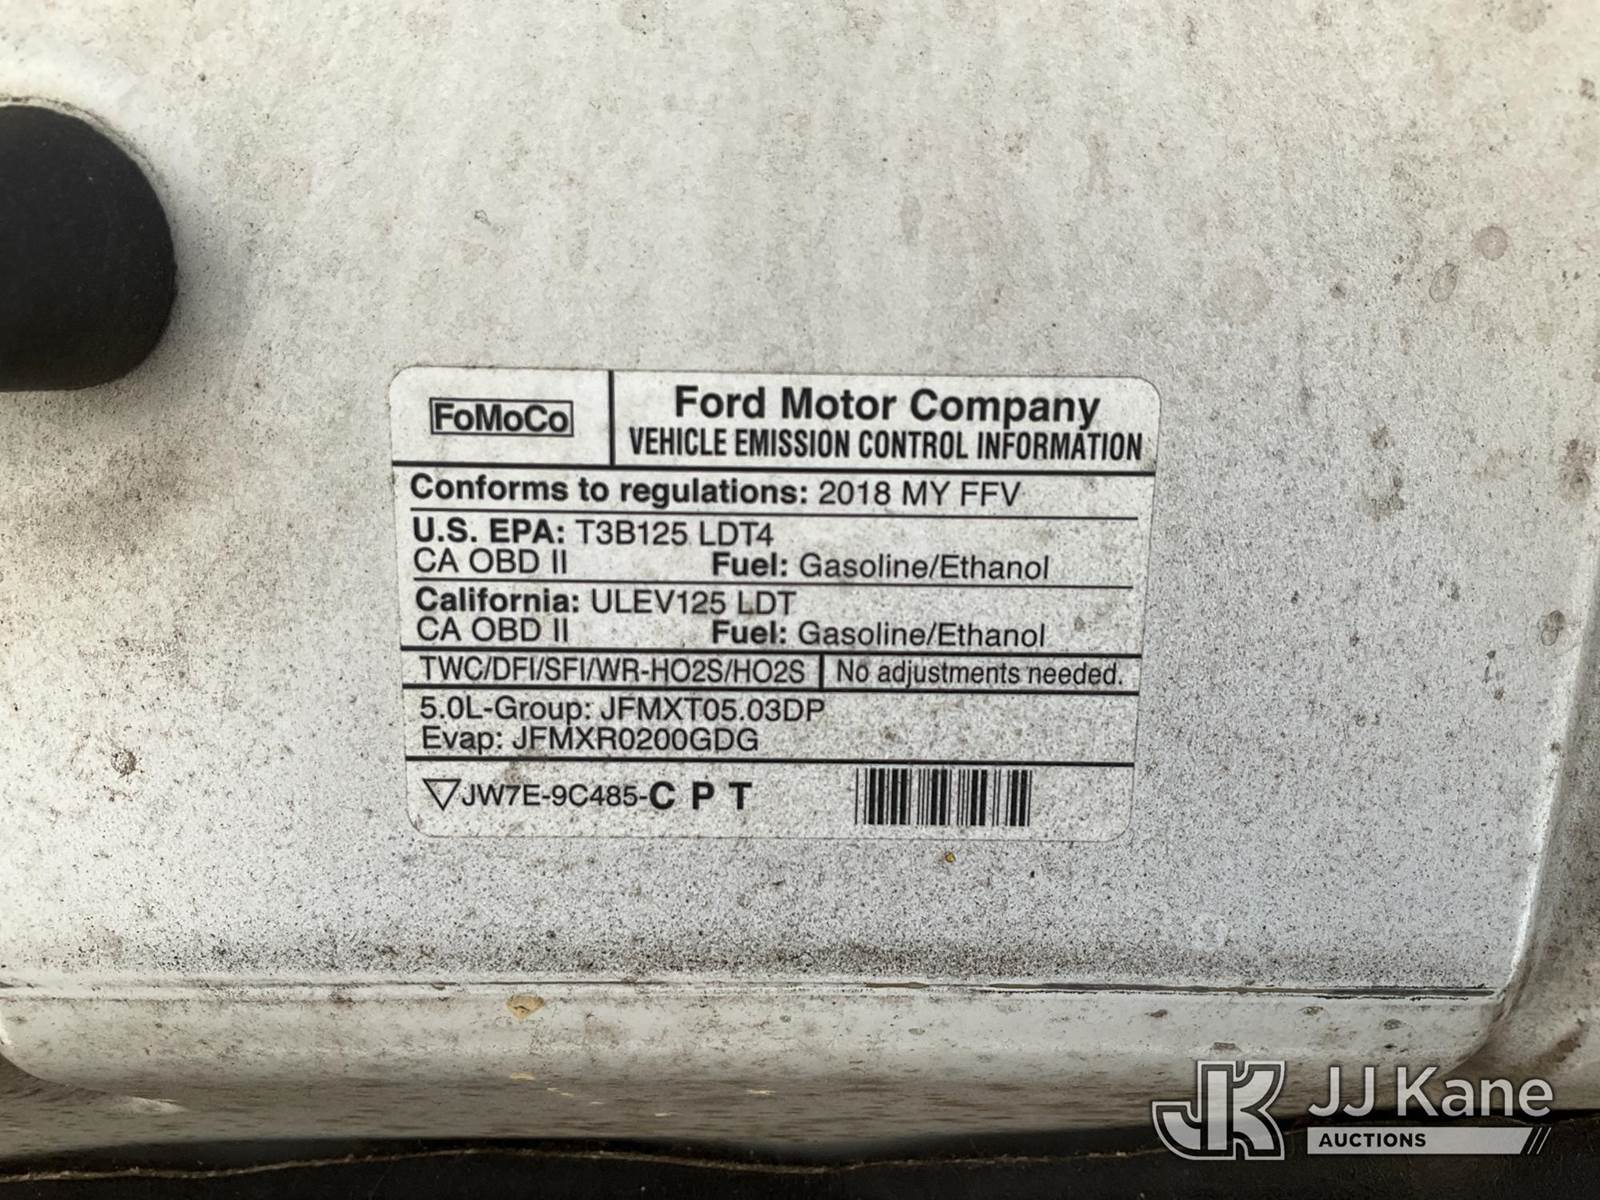 FoMoCo
Ford Motor Company
VEHICLE EMISSION CONTROL INFORMATION
Conforms to regulations: 2018 MY FFV
U.S. EPA: T3B125 LDT4
CA OBD II Fuel: Gasoline/Ethanol
California: ULEV125 LDT
CA OBD II Fuel: Gasoline/Ethanol
TWC/DFI/SFI/WR-HO2S/HO2S No adjustments needed.
5.0L-Group: JFMXT05.03DP
Evap: JFMXR0200GDG
JW7E-9C485-C P T
JK JJ Kane
AUCTIONS